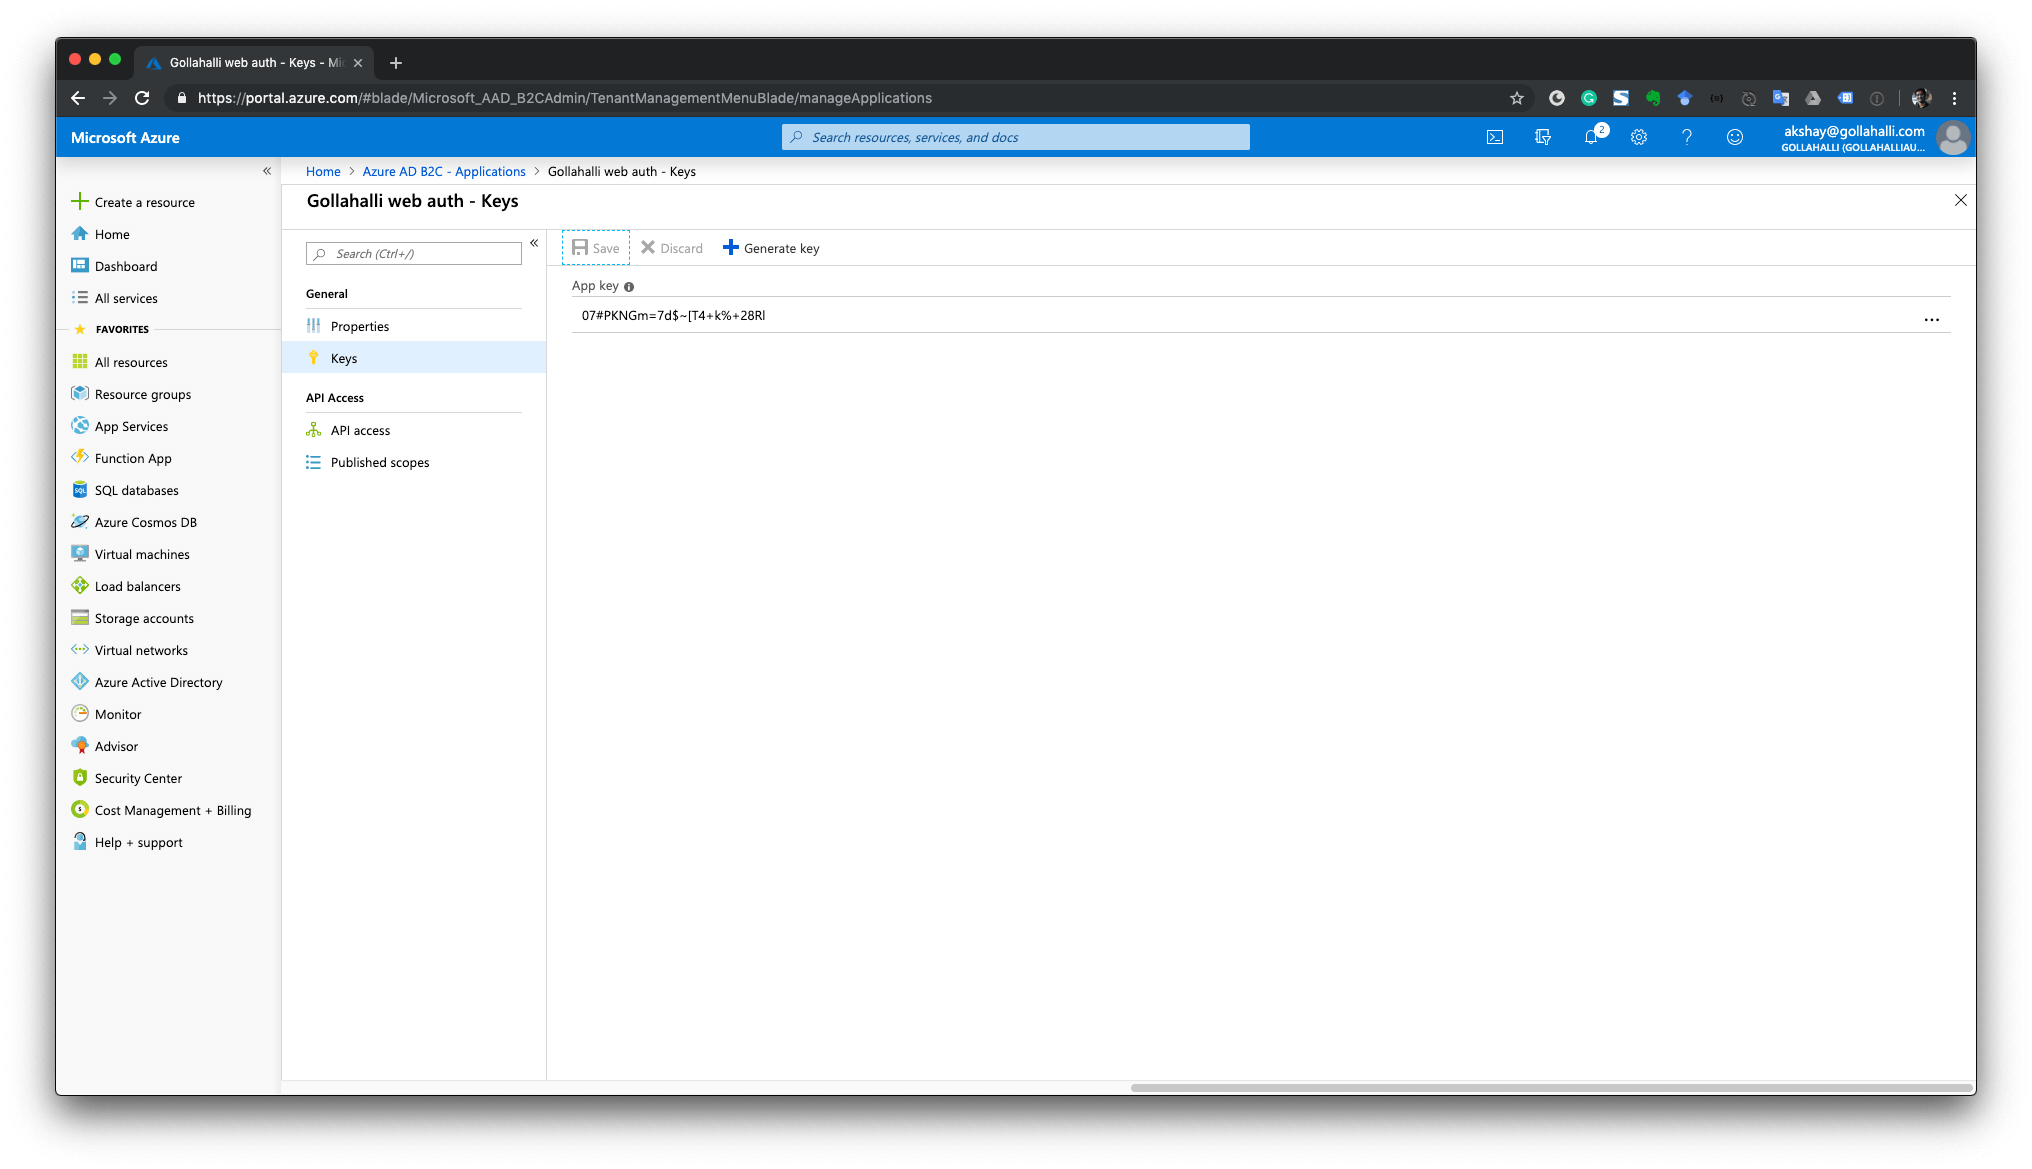 Gollahalli web auth - Keys - Mi
https://portal.azure.com/#blade/Microsoft_AAD_B2CAdmin/TenantManagementMenuBlade/manageApplications
Microsoft Azure
Search resources, services, and docs
2
akshay@gollahalli.com
GOLLAHALLI (GOLLAHALLIAU...
Home > Azure AD B2C - Applications > Gollahalli web auth - Keys
Gollahalli web auth - Keys
Create a resource
Home
Dashboard
All services
FAVORITES
All resources
Resource groups
App Services
Function App
SQL databases
Azure Cosmos DB
Virtual machines
Load balancers
Storage accounts
Virtual networks
Azure Active Directory
Monitor
Advisor
Security Center
Cost Management + Billing
Help + support
Search (Ctrl+/)
General
Properties
Keys
API Access
API access
Published scopes
Save
Discard
Generate key
App key
07#PKNGm=7d$~[T4+k%+28Rl
...